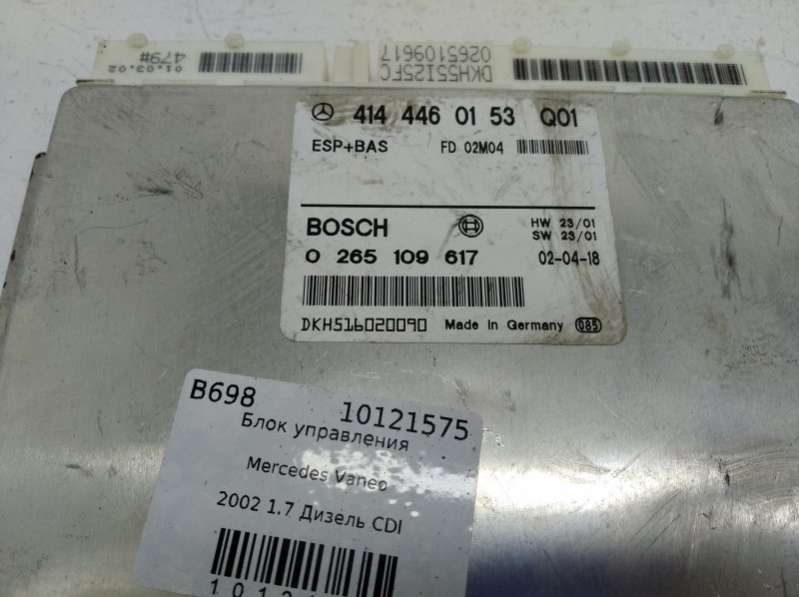 01.03.02
479#
DKH55I25FC
0265109617
414 446 01 53 Q01
ESP+BAS FD 02M04
BOSCH HW 23/01
SW 23/01
0 265 109 617 02-04-18
DKH516020090 Made in Germany 085
B698 10121575
Блок управления
Mercedes Vaneo
2002 1.7 Дизель CDI